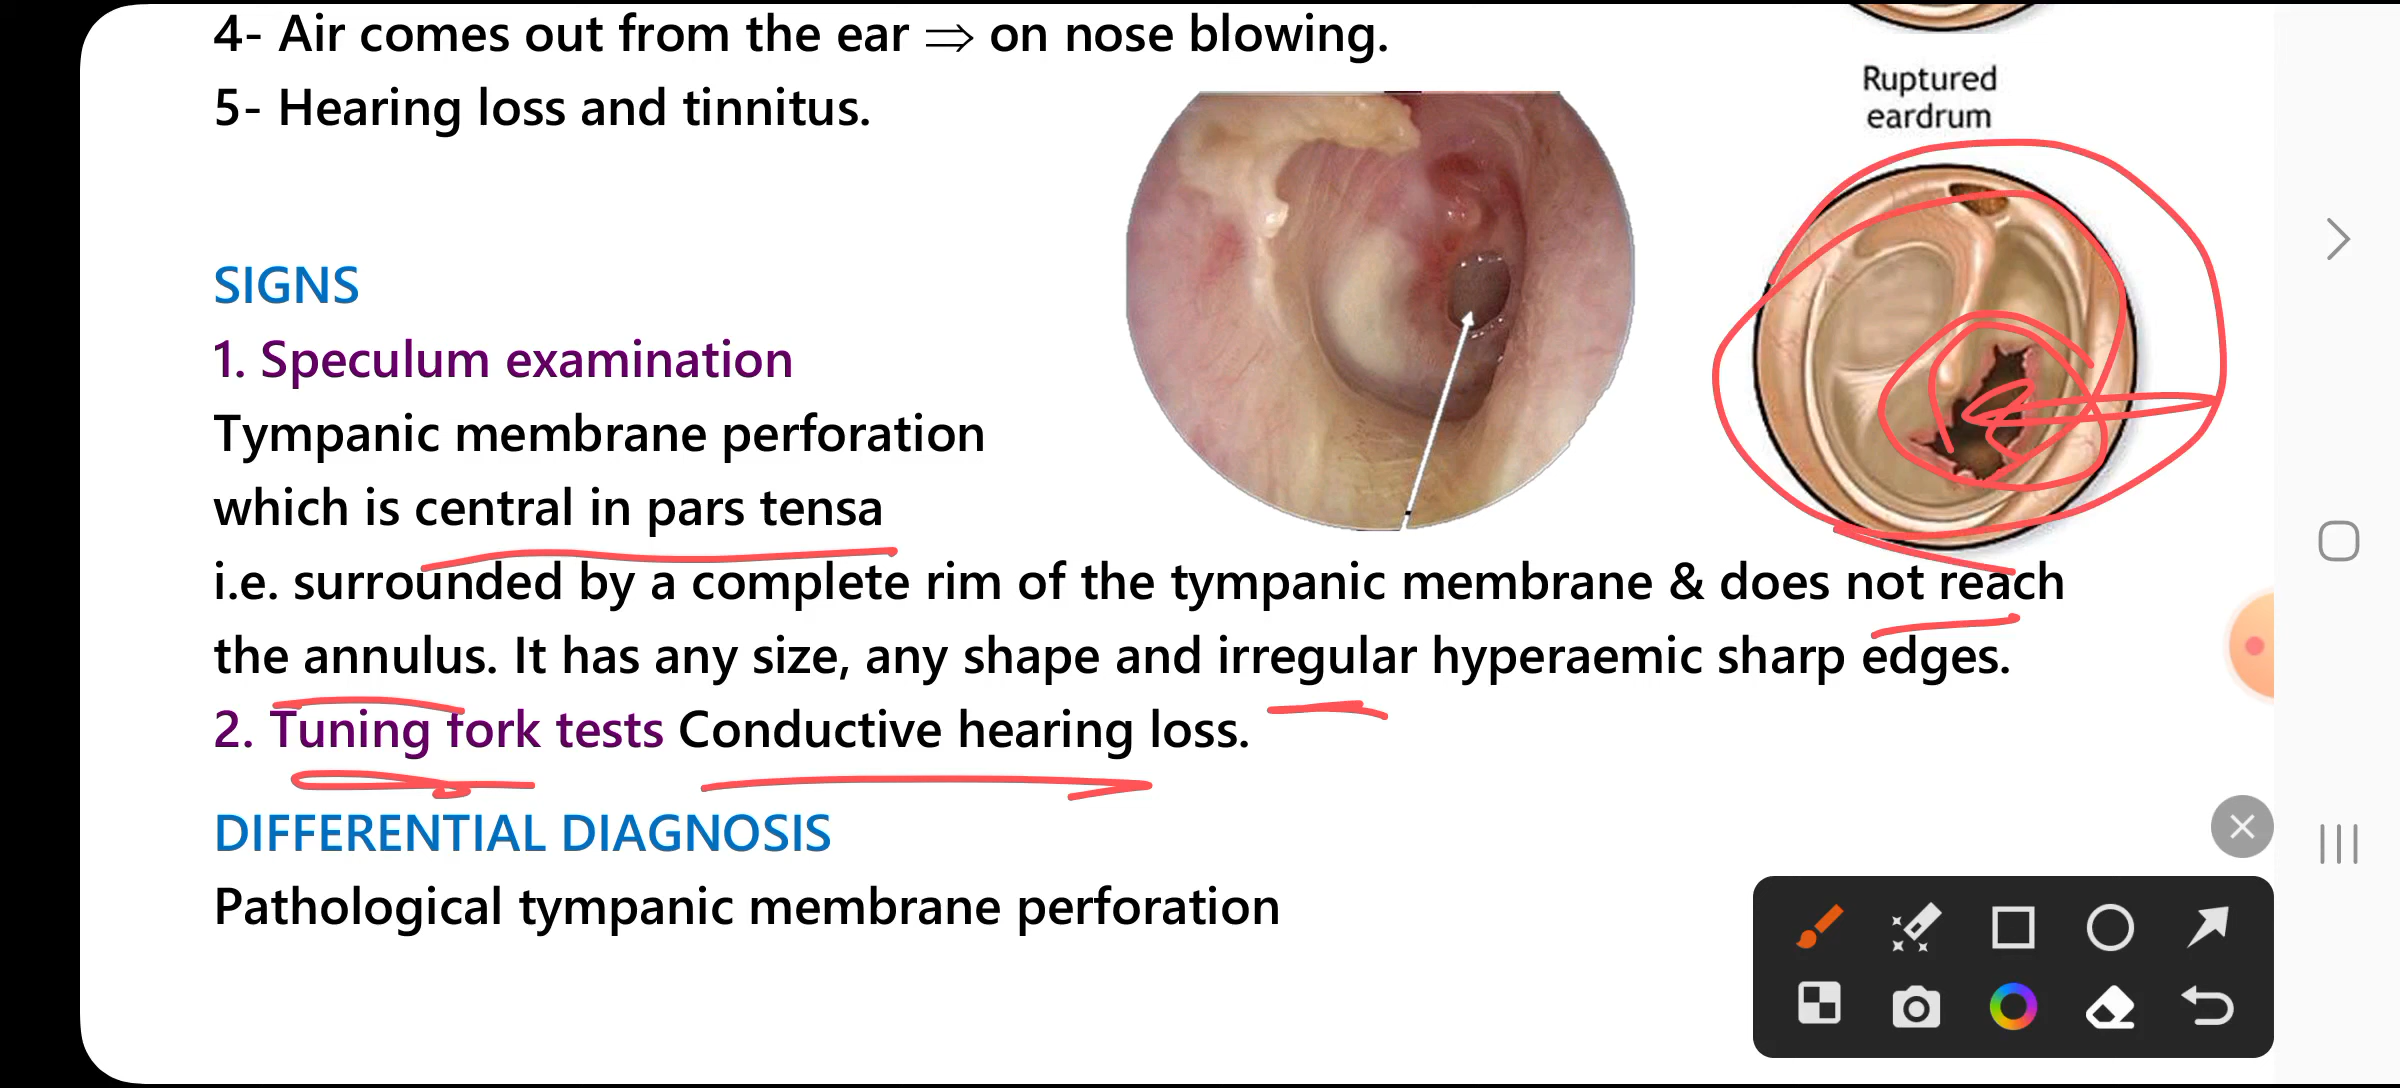 4- Air comes out from the ear ⇒ on nose blowing.
5- Hearing loss and tinnitus.
Ruptured
eardrum
SIGNS
1. Speculum examination
Tympanic membrane perforation
which is central in pars tensa
i.e. surrounded by a complete rim of the tympanic membrane & does not reach
the annulus. It has any size, any shape and irregular hyperaemic sharp edges.
2. Tuning fork tests Conductive hearing loss.
DIFFERENTIAL DIAGNOSIS
Pathological tympanic membrane perforation